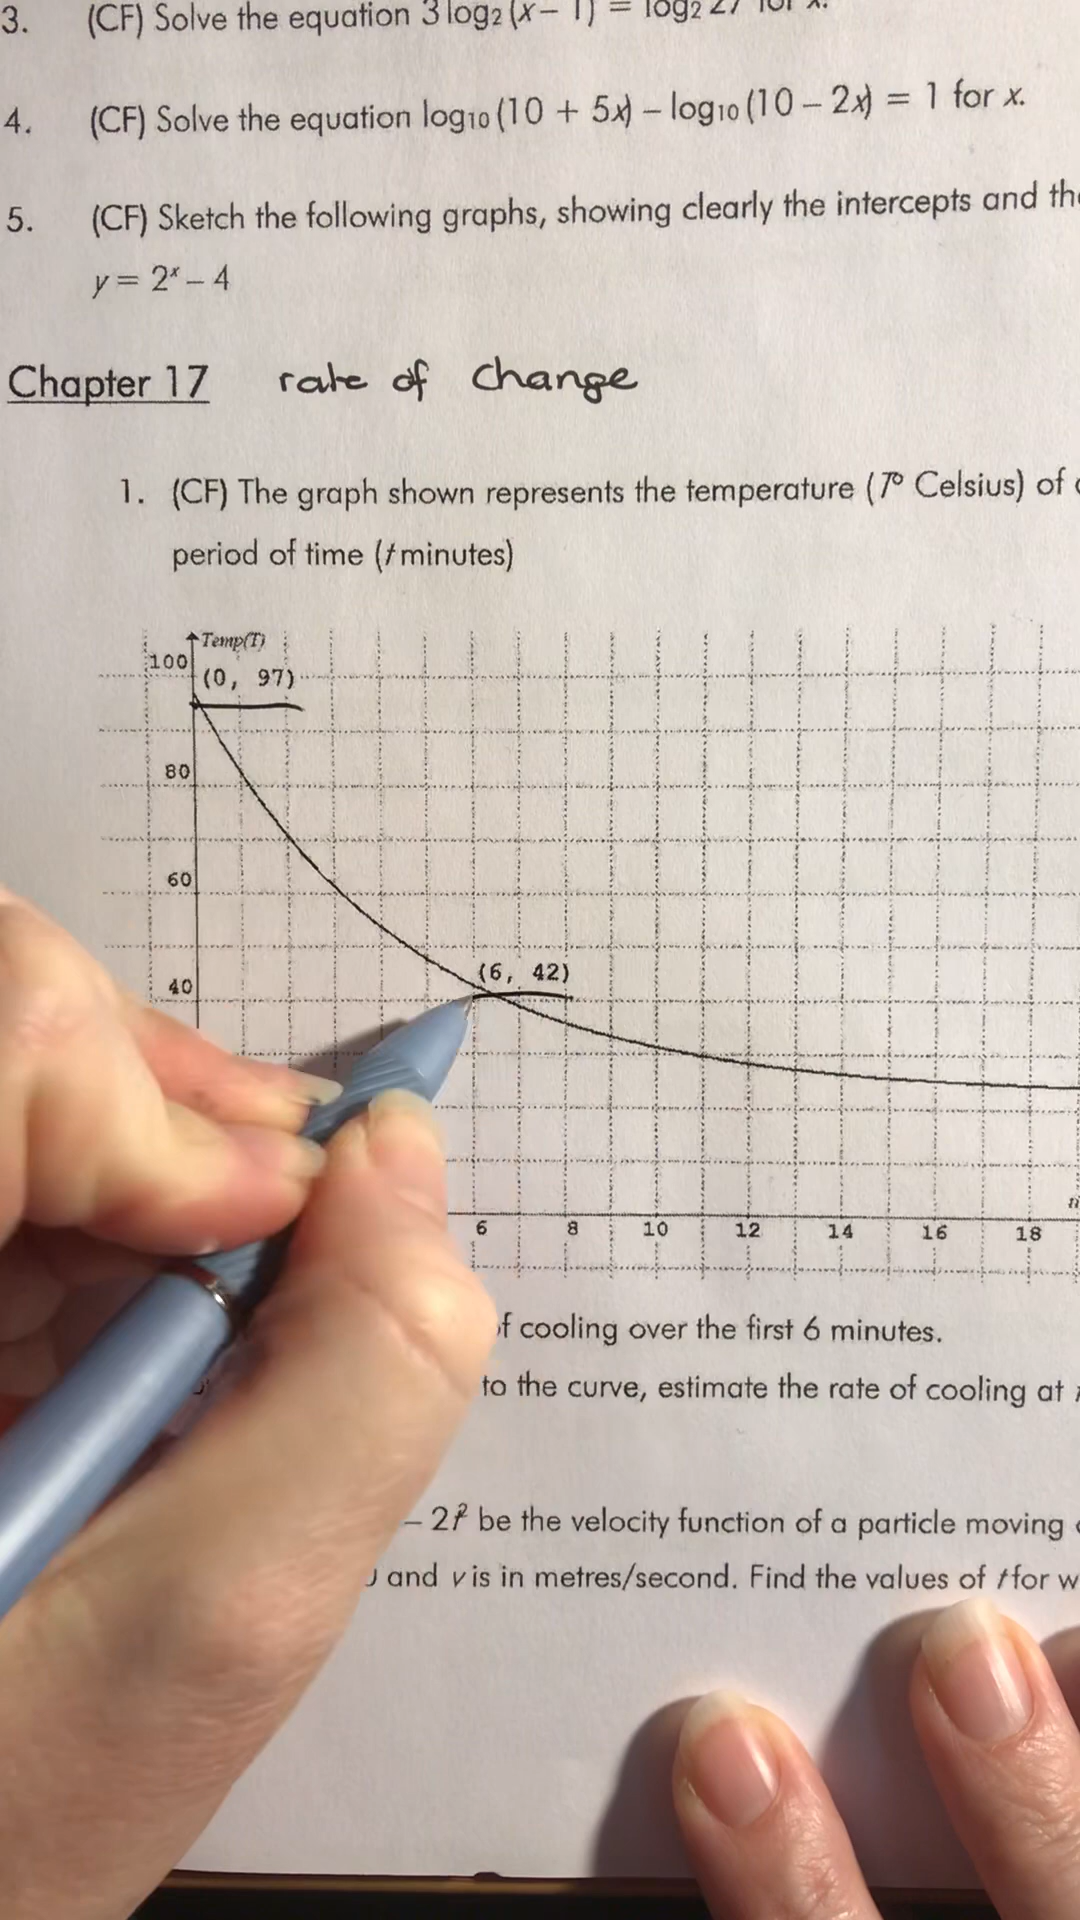 3. (CF) Solve the equation 3 log₂ (x – 1) = log₂ 27 for x.
4. (CF) Solve the equation log₁₀ (10 + 5x) – log₁₀ (10 – 2x) = 1 for x.
5. (CF) Sketch the following graphs, showing clearly the intercepts and
y = 2ˣ – 4
Chapter 17 rate of change
1. (CF) The graph shown represents the temperature (T° Celsius) of
period of time (t minutes)
Temp(T)
100
(0, 97)
80
60
(6, 42)
40
6 8 10 12 14 16 18
of cooling over the first 6 minutes.
to the curve, estimate the rate of cooling at
– 2t² be the velocity function of a particle moving
and v is in metres/second. Find the values of t for